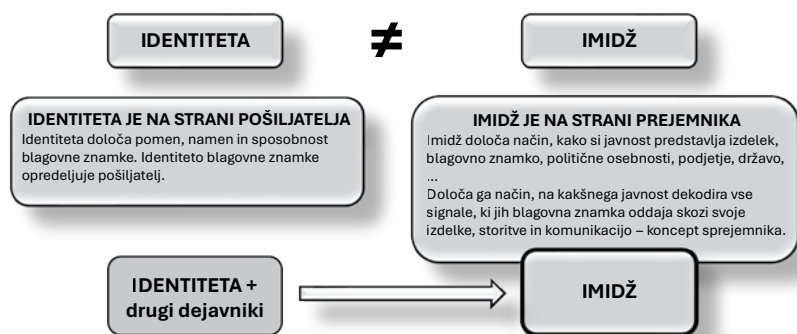 IDENTITETA
≠
IMIDŽ
IDENTITETA JE NA STRANI POŠILJATELJA
Identiteta določa pomen, namen in sposobnost
blagovne znamke. Identiteto blagovne znamke
opredeljuje pošiljatelj.
IMIDŽ JE NA STRANI PREJEMNIKA
Imidž določa način, kako si javnost predstavlja izdelek,
blagovno znamko, politične osebnosti, podjetje, državo,
...
Določa ga način, na kakšnega javnost dekodira vse
signale, ki jih blagovna znamka oddaja skozi svoje
izdelke, storitve in komunikacijo – koncept sprejemnika.
IDENTITETA +
drugi dejavniki
IMIDŽ